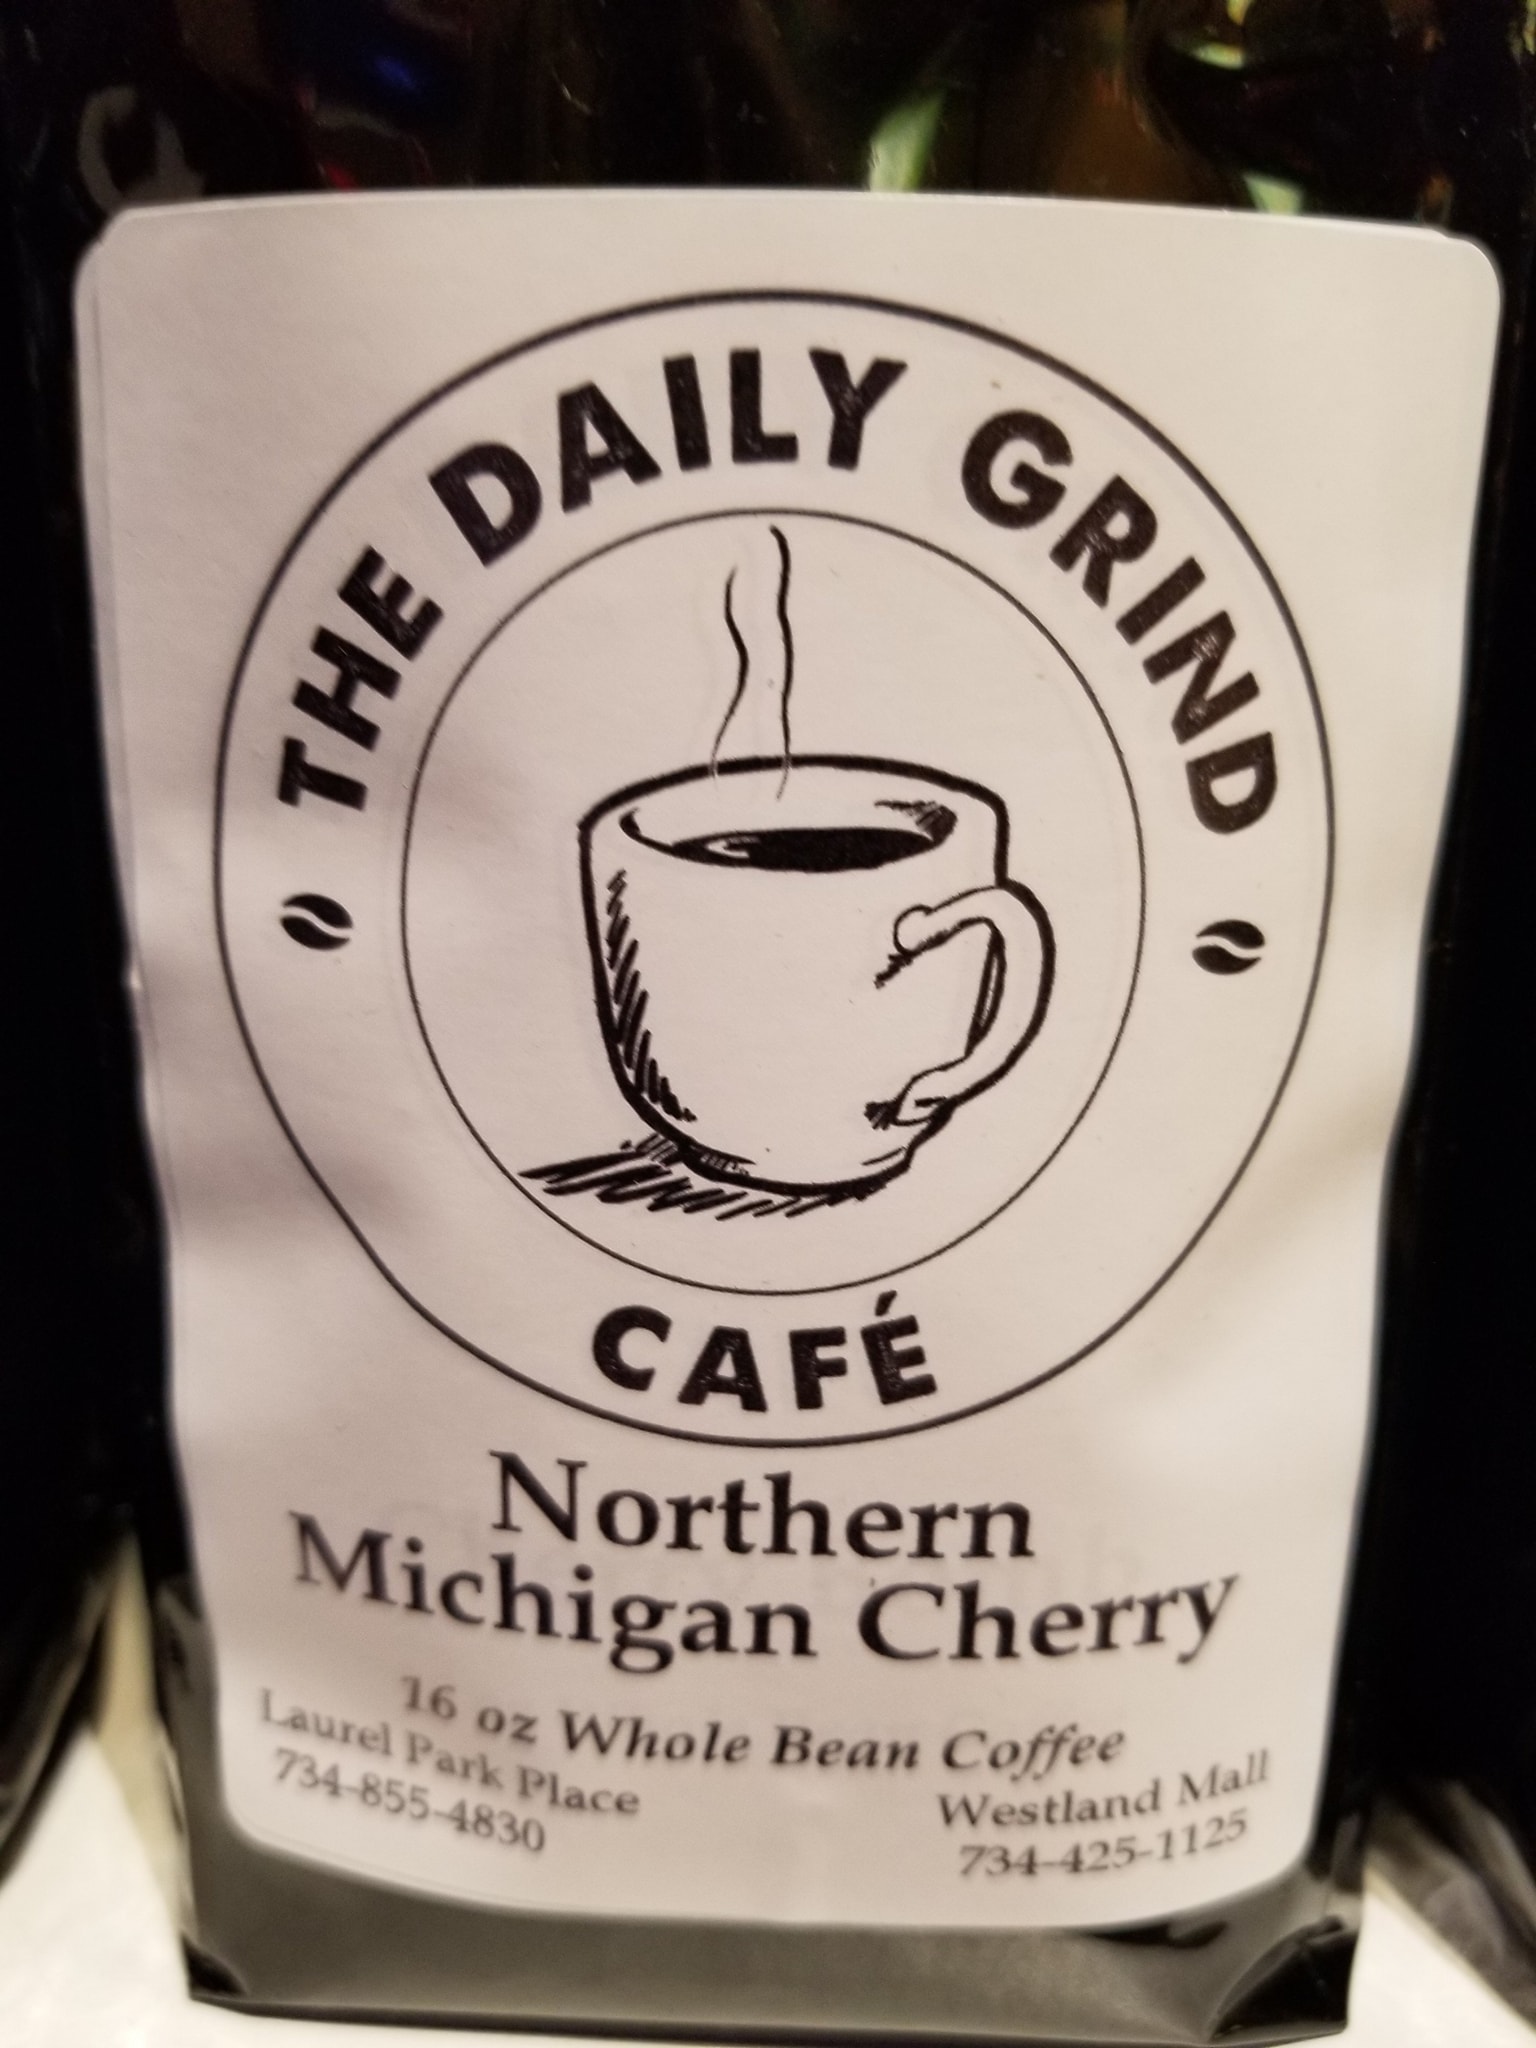 THE DAILY GRIND
CAFÉ
Northern
Michigan Cherry
16 oz Whole Bean Coffee
Laurel Park Place
734-855-4830
Westland Mall
734-425-1125